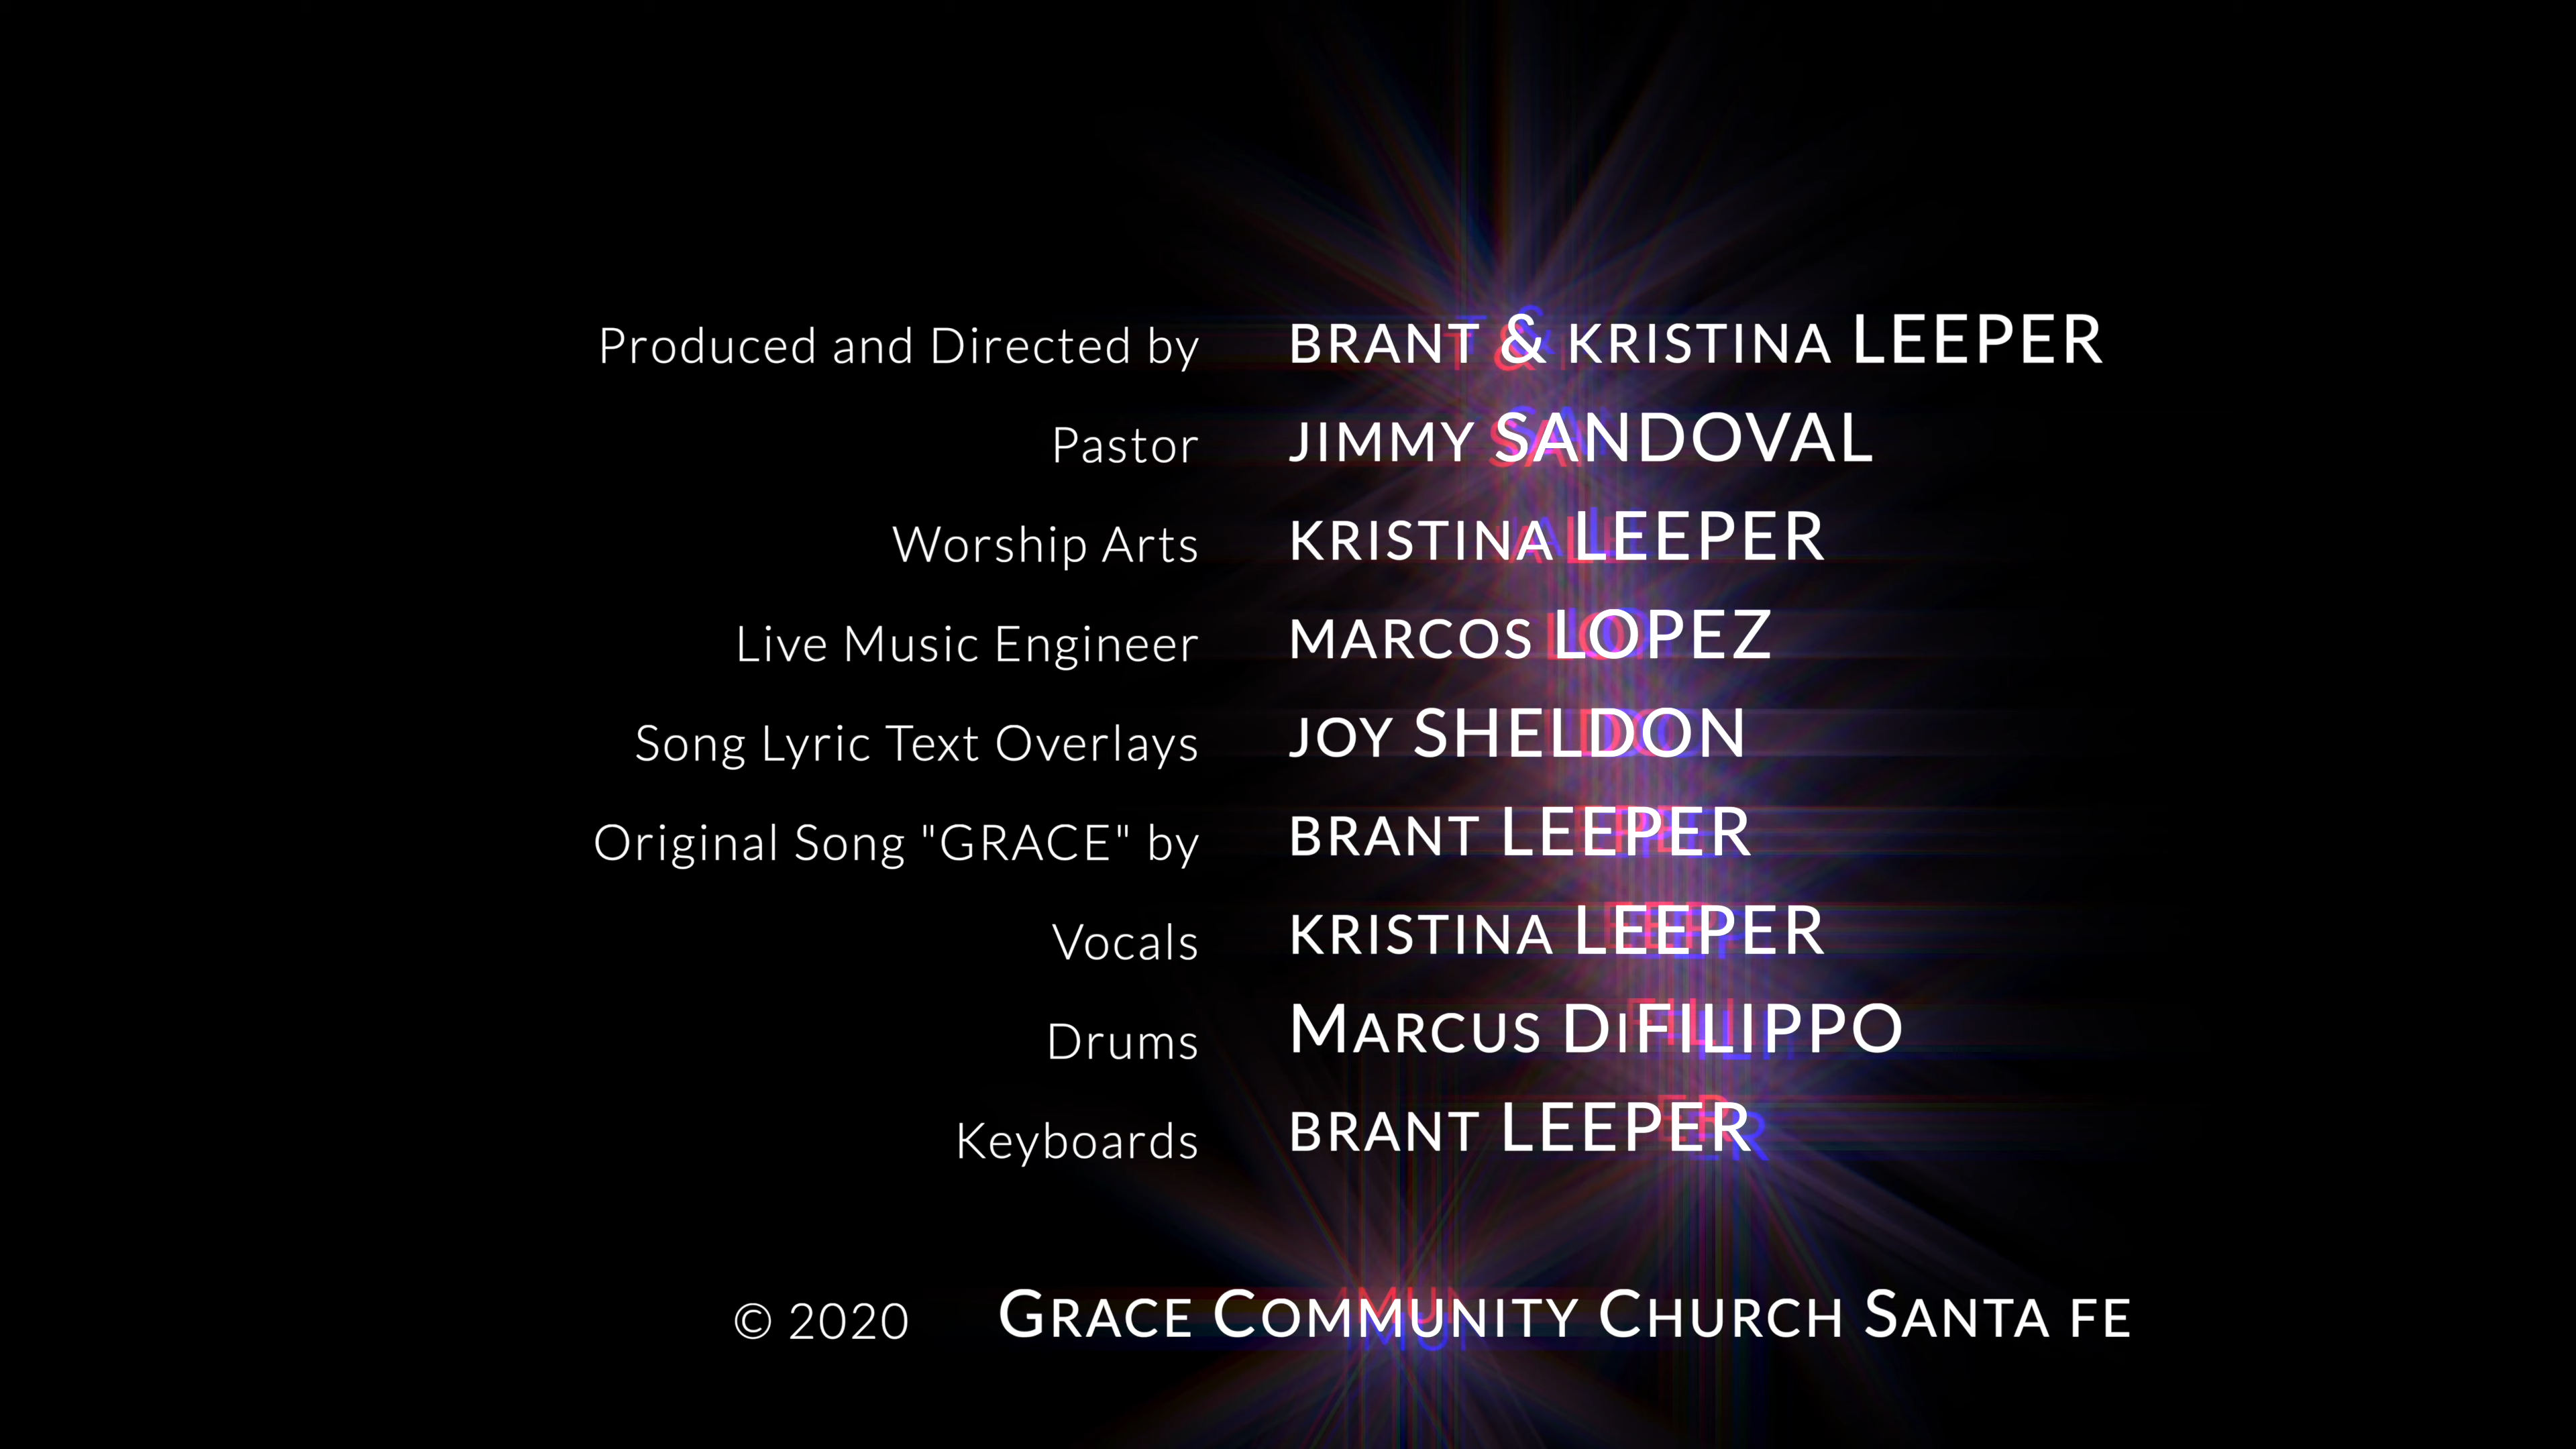 Produced and Directed by BRANT & KRISTINA LEEPER
Pastor JIMMY SANDOVAL
Worship Arts KRISTINA LEEPER
Live Music Engineer MARCOS LOPEZ
Song Lyric Text Overlays JOY SHELDON
Original Song "GRACE" by BRANT LEEPER
Vocals KRISTINA LEEPER
Drums MARCUS DIFILIPPO
Keyboards BRANT LEEPER
© 2020 GRACE COMMUNITY CHURCH SANTA FE